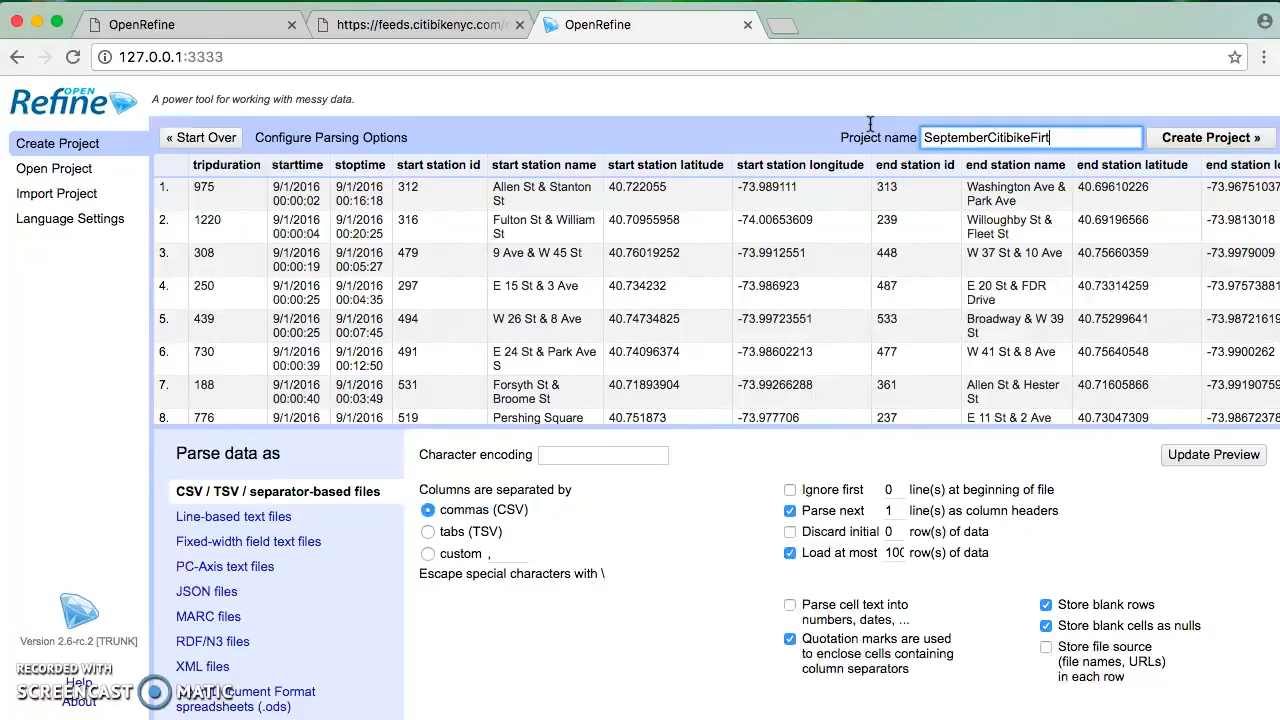 OpenRefine
https://feeds.citibikenyc.com/s
OpenRefine
127.0.0.1:3333
OPEN
Refine
A power tool for working with messy data.
Create Project
Open Project
Import Project
Language Settings
« Start Over
Configure Parsing Options
Project name
SeptemberCitibikeFirt
Create Project »
tripduration starttime stoptime start station id start station name start station latitude start station longitude end station id end station name end station latitude end station lo
1. 975 9/1/2016 00:00:02 9/1/2016 00:16:18 312 Allen St & Stanton St 40.722055 -73.989111 313 Washington Ave & Park Ave 40.69610226 -73.96751037
2. 1220 9/1/2016 00:00:04 9/1/2016 00:20:25 316 Fulton St & William St 40.70955958 -74.00653609 239 Willoughby St & Fleet St 40.69196566 -73.9813018
3. 308 9/1/2016 00:00:19 9/1/2016 00:05:27 479 9 Ave & W 45 St 40.76019252 -73.9912551 448 W 37 St & 10 Ave 40.75660359 -73.9979009
4. 250 9/1/2016 00:00:25 9/1/2016 00:04:35 297 E 15 St & 3 Ave 40.734232 -73.986923 487 E 20 St & FDR Drive 40.73314259 -73.97573881
5. 439 9/1/2016 00:00:25 9/1/2016 00:07:45 494 W 26 St & 8 Ave 40.74734825 -73.99723551 533 Broadway & W 39 St 40.75299641 -73.98721619
6. 730 9/1/2016 00:00:39 9/1/2016 00:12:50 491 E 24 St & Park Ave S 40.74096374 -73.98602213 477 W 41 St & 8 Ave 40.75640548 -73.9900262
7. 188 9/1/2016 00:00:40 9/1/2016 00:03:49 531 Forsyth St & Broome St 40.71893904 -73.99266288 361 Allen St & Hester St 40.71605866 -73.99190759
8. 776 9/1/2016 9/1/2016 519 Pershing Square 40.751873 -73.977706 237 E 11 St & 2 Ave 40.73047309 -73.98672378
Parse data as
CSV / TSV / separator-based files
Line-based text files
Fixed-width field text files
PC-Axis text files
JSON files
MARC files
RDF/N3 files
XML files
ument Format
spreadsheets (.ods)
Character encoding
Update Preview
Columns are separated by
commas (CSV)
tabs (TSV)
custom ,
Escape special characters with \
Ignore first 0 line(s) at beginning of file
Parse next 1 line(s) as column headers
Discard initial 0 row(s) of data
Load at most 100 row(s) of data
Parse cell text into
numbers, dates, ...
Quotation marks are used
to enclose cells containing
column separators
Store blank rows
Store blank cells as nulls
Store file source
(file names, URLs)
in each row
Version 2.6-rc.2 [TRUNK]
Help
About
RECORDED WITH
SCREENCAST MATIC